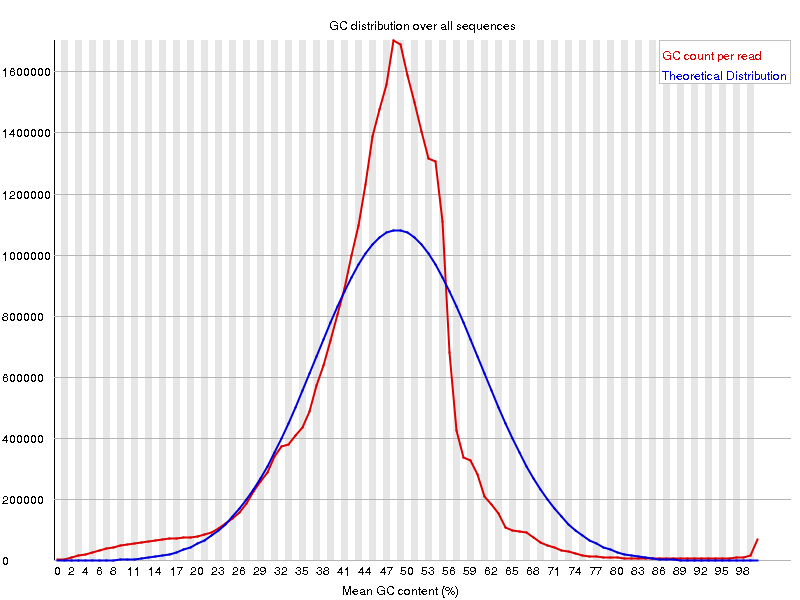 GC distribution over all sequences
GC count per read
Theoretical Distribution
1600000
1400000
1200000
1000000
800000
600000
400000
200000
0
0 2 4 6 8 11 14 17 20 23 26 29 32 35 38 41 44 47 50 53 56 59 62 65 68 71 74 77 80 83 86 89 92 95 98
Mean GC content (%)